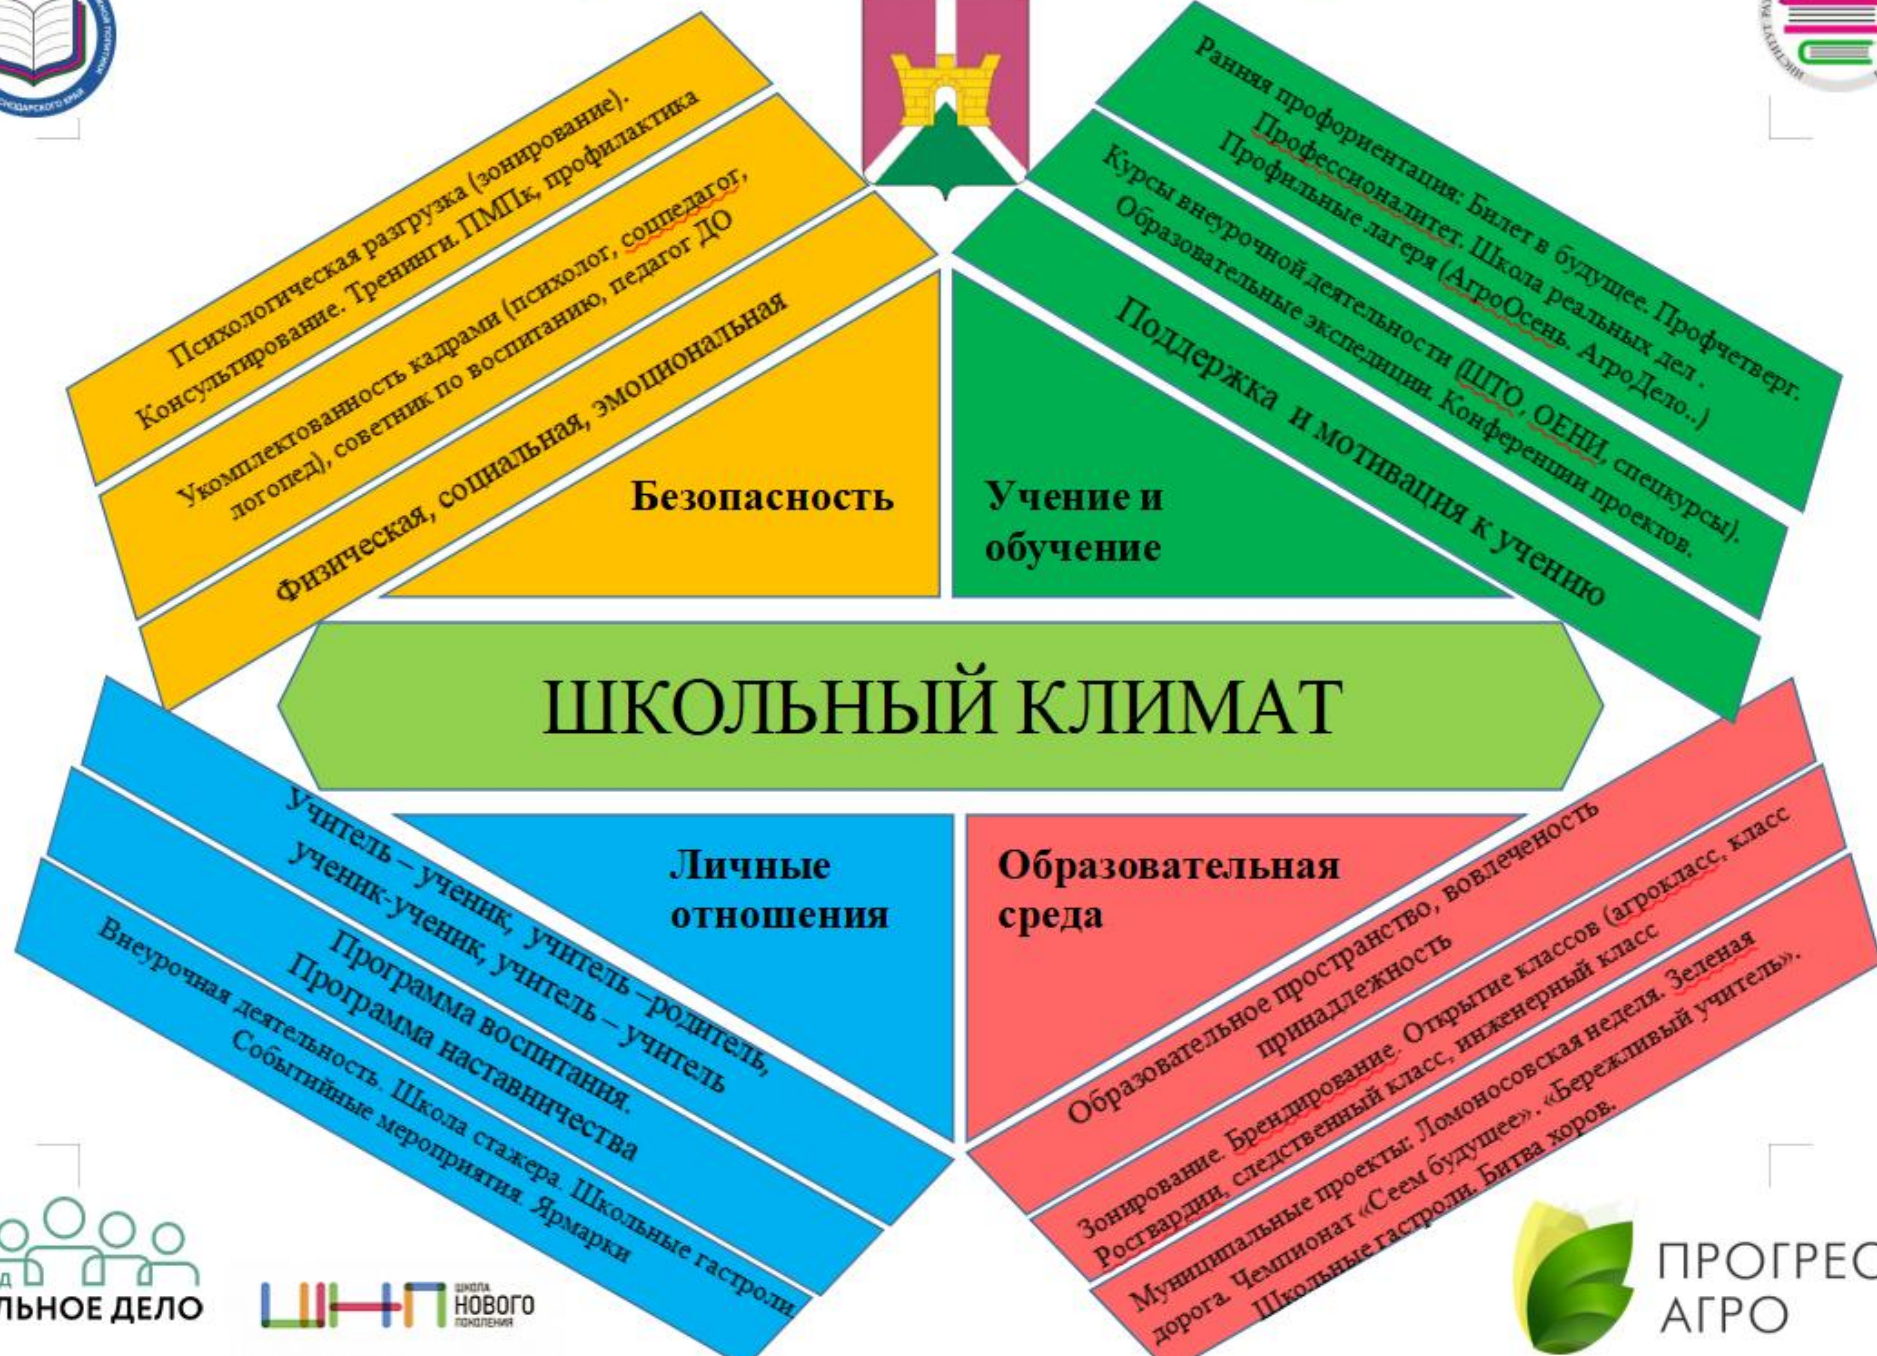 Психологическая разгрузка (зонирование).
Консультирование. Тренинги. ПМПк, профилактика
Укомплектованность кадрами (психолог, соцпедагог,
логопед), советник по воспитанию, педагог ДО
Физическая, социальная, эмоциональная
Безопасность
Ранняя профориентация: Билет в будущее. Профчетверг.
Профессионалитет. Школа реальных дел .
Профильные лагеря (АгроОсень. АгроДело..)
Курсы внеурочной деятельности (ШТО, ОЕНИ, спецкурсы).
Образовательные экспедиции. Конференции проектов.
Поддержка и мотивация к учению
Учение и
обучение
ШКОЛЬНЫЙ КЛИМАТ
Личные
отношения
Учитель – ученик, учитель –родитель,
ученик-ученик, учитель – учитель
Программа воспитания.
Программа наставничества
Внеурочная деятельность. Школа стажера. Школьные гастроли.
Событийные мероприятия. Ярмарки
Образовательная
среда
Образовательное пространство, вовлеченость
принадлежность
Зонирование. Брендирование. Открытие классов (агрокласс, класс
Росгвардии, следственный класс, инженерный класс
Муниципальные проекты: Ломоносовская неделя. Зеленая
дорога. Чемпионат «Сеем будущее». «Бережливый учитель».
Школьные гастроли. Битва хоров.
ЛЬНОЕ ДЕЛО
ШНП
ШКОЛА
НОВОГО
ПОКОЛЕНИЯ
ПРОГРЕС
АГРО